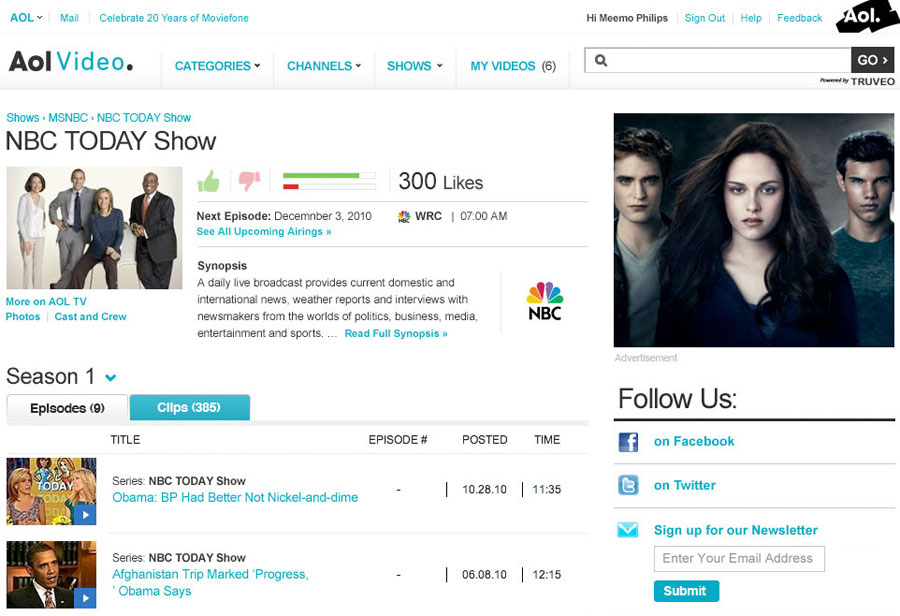 AOL Mail Celebrate 20 Years of Moviefone
Hi Meemo Philips Sign Out Help Feedback
Aol.
Aol Video.
CATEGORIES CHANNELS SHOWS MY VIDEOS (6)
GO ›
Powered by TRUVEO
Shows › MSNBC › NBC TODAY Show
NBC TODAY Show
300 Likes
Next Episode: Decemnber 3, 2010 WRC | 07:00 AM
See All Upcoming Airings »
Synopsis
A daily live broadcast provides current domestic and
international news, weather reports and interviews with
newsmakers from the worlds of politics, business, media,
entertainment and sports. ... Read Full Synopsis »
NBC
More on AOL TV
Photos | Cast and Crew
Advertisement
Season 1
Episodes (9) Clips (385)
TITLE EPISODE # POSTED TIME
TODAY
TODAY
Series: NBC TODAY Show
Obama: BP Had Better Not Nickel-and-dime
- | 10.28.10 | 11:35
Series: NBC TODAY Show
Afghanistan Trip Marked 'Progress,
' Obama Says
- | 06.08.10 | 12:15
Follow Us:
on Facebook
on Twitter
Sign up for our Newsletter
Enter Your Email Address
Submit